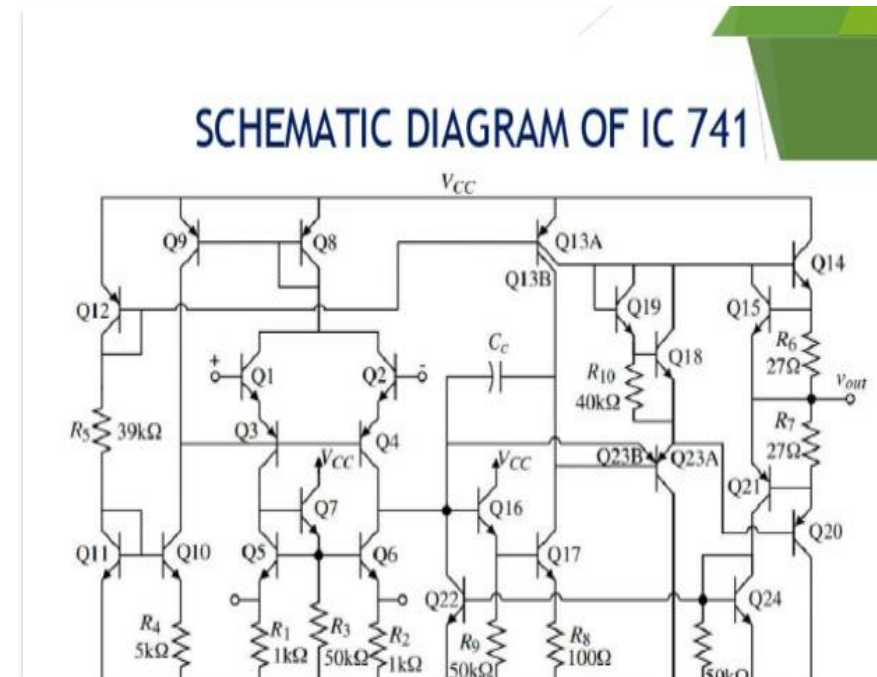 SCHEMATIC DIAGRAM OF IC 741
VCC
Q9
Q8
Q13A
Q13B
Q14
Q12
Q19
Q15
R6
27Ω
CC
Q18
+
Q1
Q2
-
R10
40kΩ
vout
R5
39kΩ
Q3
Q4
R7
27Ω
VCC
VCC
Q23B
Q23A
Q7
Q16
Q21
Q20
Q11
Q10
Q5
Q6
Q17
Q22
Q24
R4
5kΩ
R1
1kΩ
R3
50kΩ
R2
1kΩ
R9
50kΩ
R8
100Ω
50kΩ